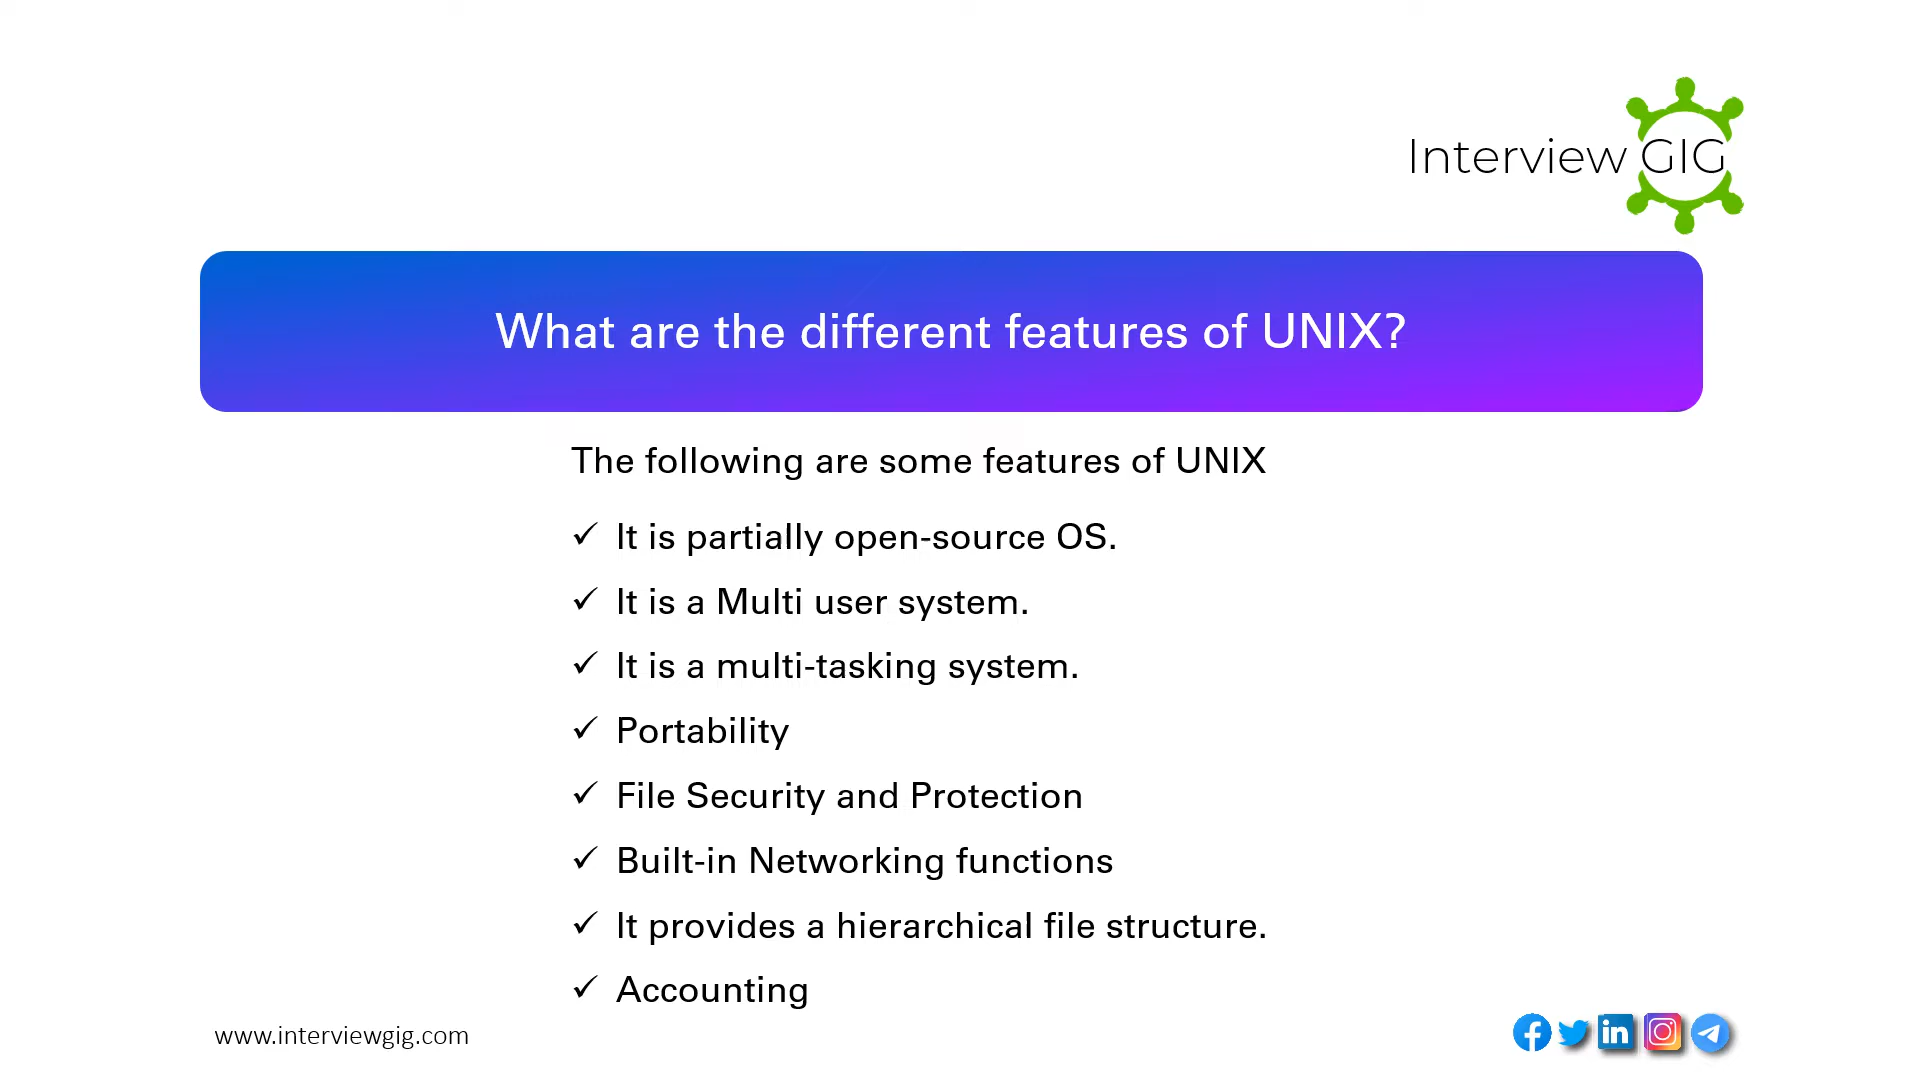 Interview GIG
What are the different features of UNIX?
The following are some features of UNIX
✓ It is partially open-source OS.
✓ It is a Multi user system.
✓ It is a multi-tasking system.
✓ Portability
✓ File Security and Protection
✓ Built-in Networking functions
✓ It provides a hierarchical file structure.
✓ Accounting
www.interviewgig.com